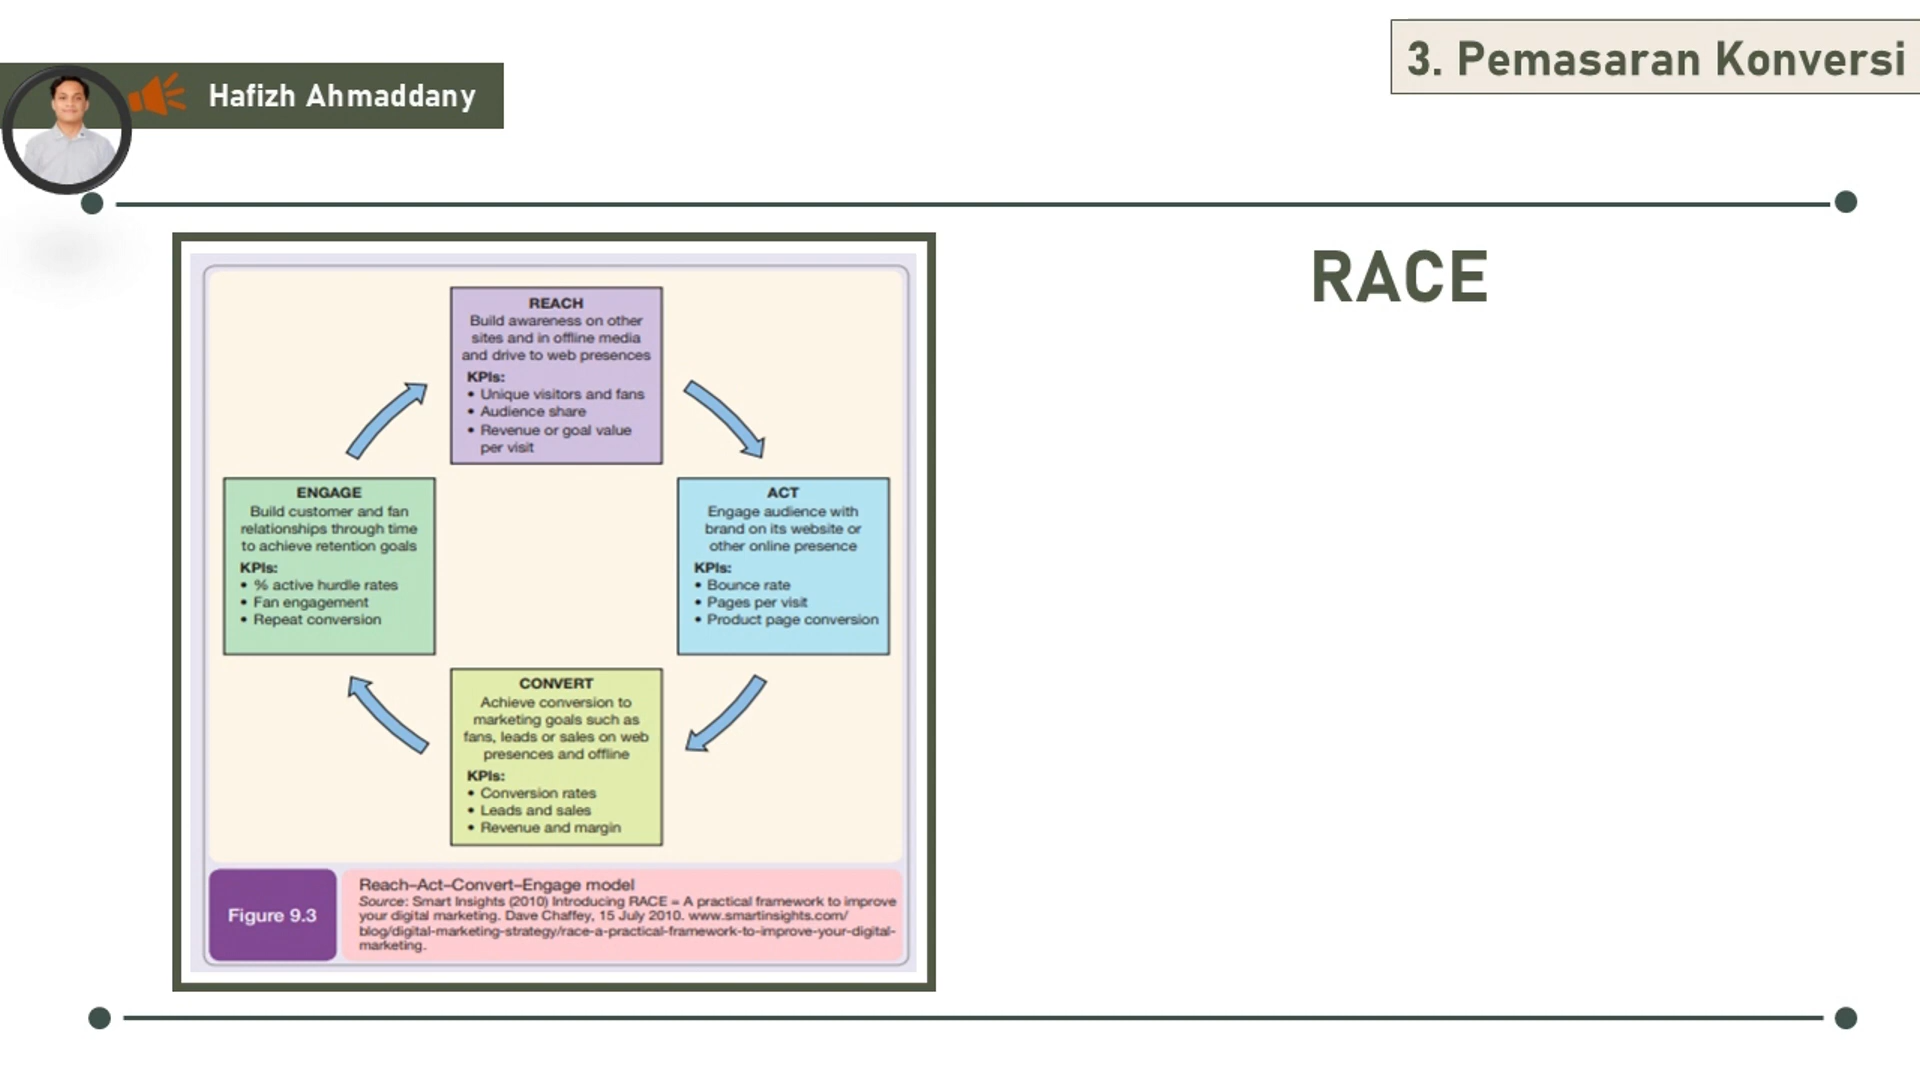 3. Pemasaran Konversi
Hafizh Ahmaddany
RACE
REACH
Build awareness on other
sites and in offline media
and drive to web presences
KPIs:
• Unique visitors and fans
• Audience share
• Revenue or goal value
per visit
ENGAGE
Build customer and fan
relationships through time
to achieve retention goals
KPIs:
• % active hurdle rates
• Fan engagement
• Repeat conversion
ACT
Engage audience with
brand on its website or
other online presence
KPIs:
• Bounce rate
• Pages per visit
• Product page conversion
CONVERT
Achieve conversion to
marketing goals such as
fans, leads or sales on web
presences and offline
KPIs:
• Conversion rates
• Leads and sales
• Revenue and margin
Figure 9.3
Reach–Act–Convert–Engage model
Source: Smart Insights (2010) Introducing RACE = A practical framework to improve
your digital marketing. Dave Chaffey, 15 July 2010. www.smartinsights.com/
blog/digital-marketing-strategy/race-a-practical-framework-to-improve-your-digital-
marketing.